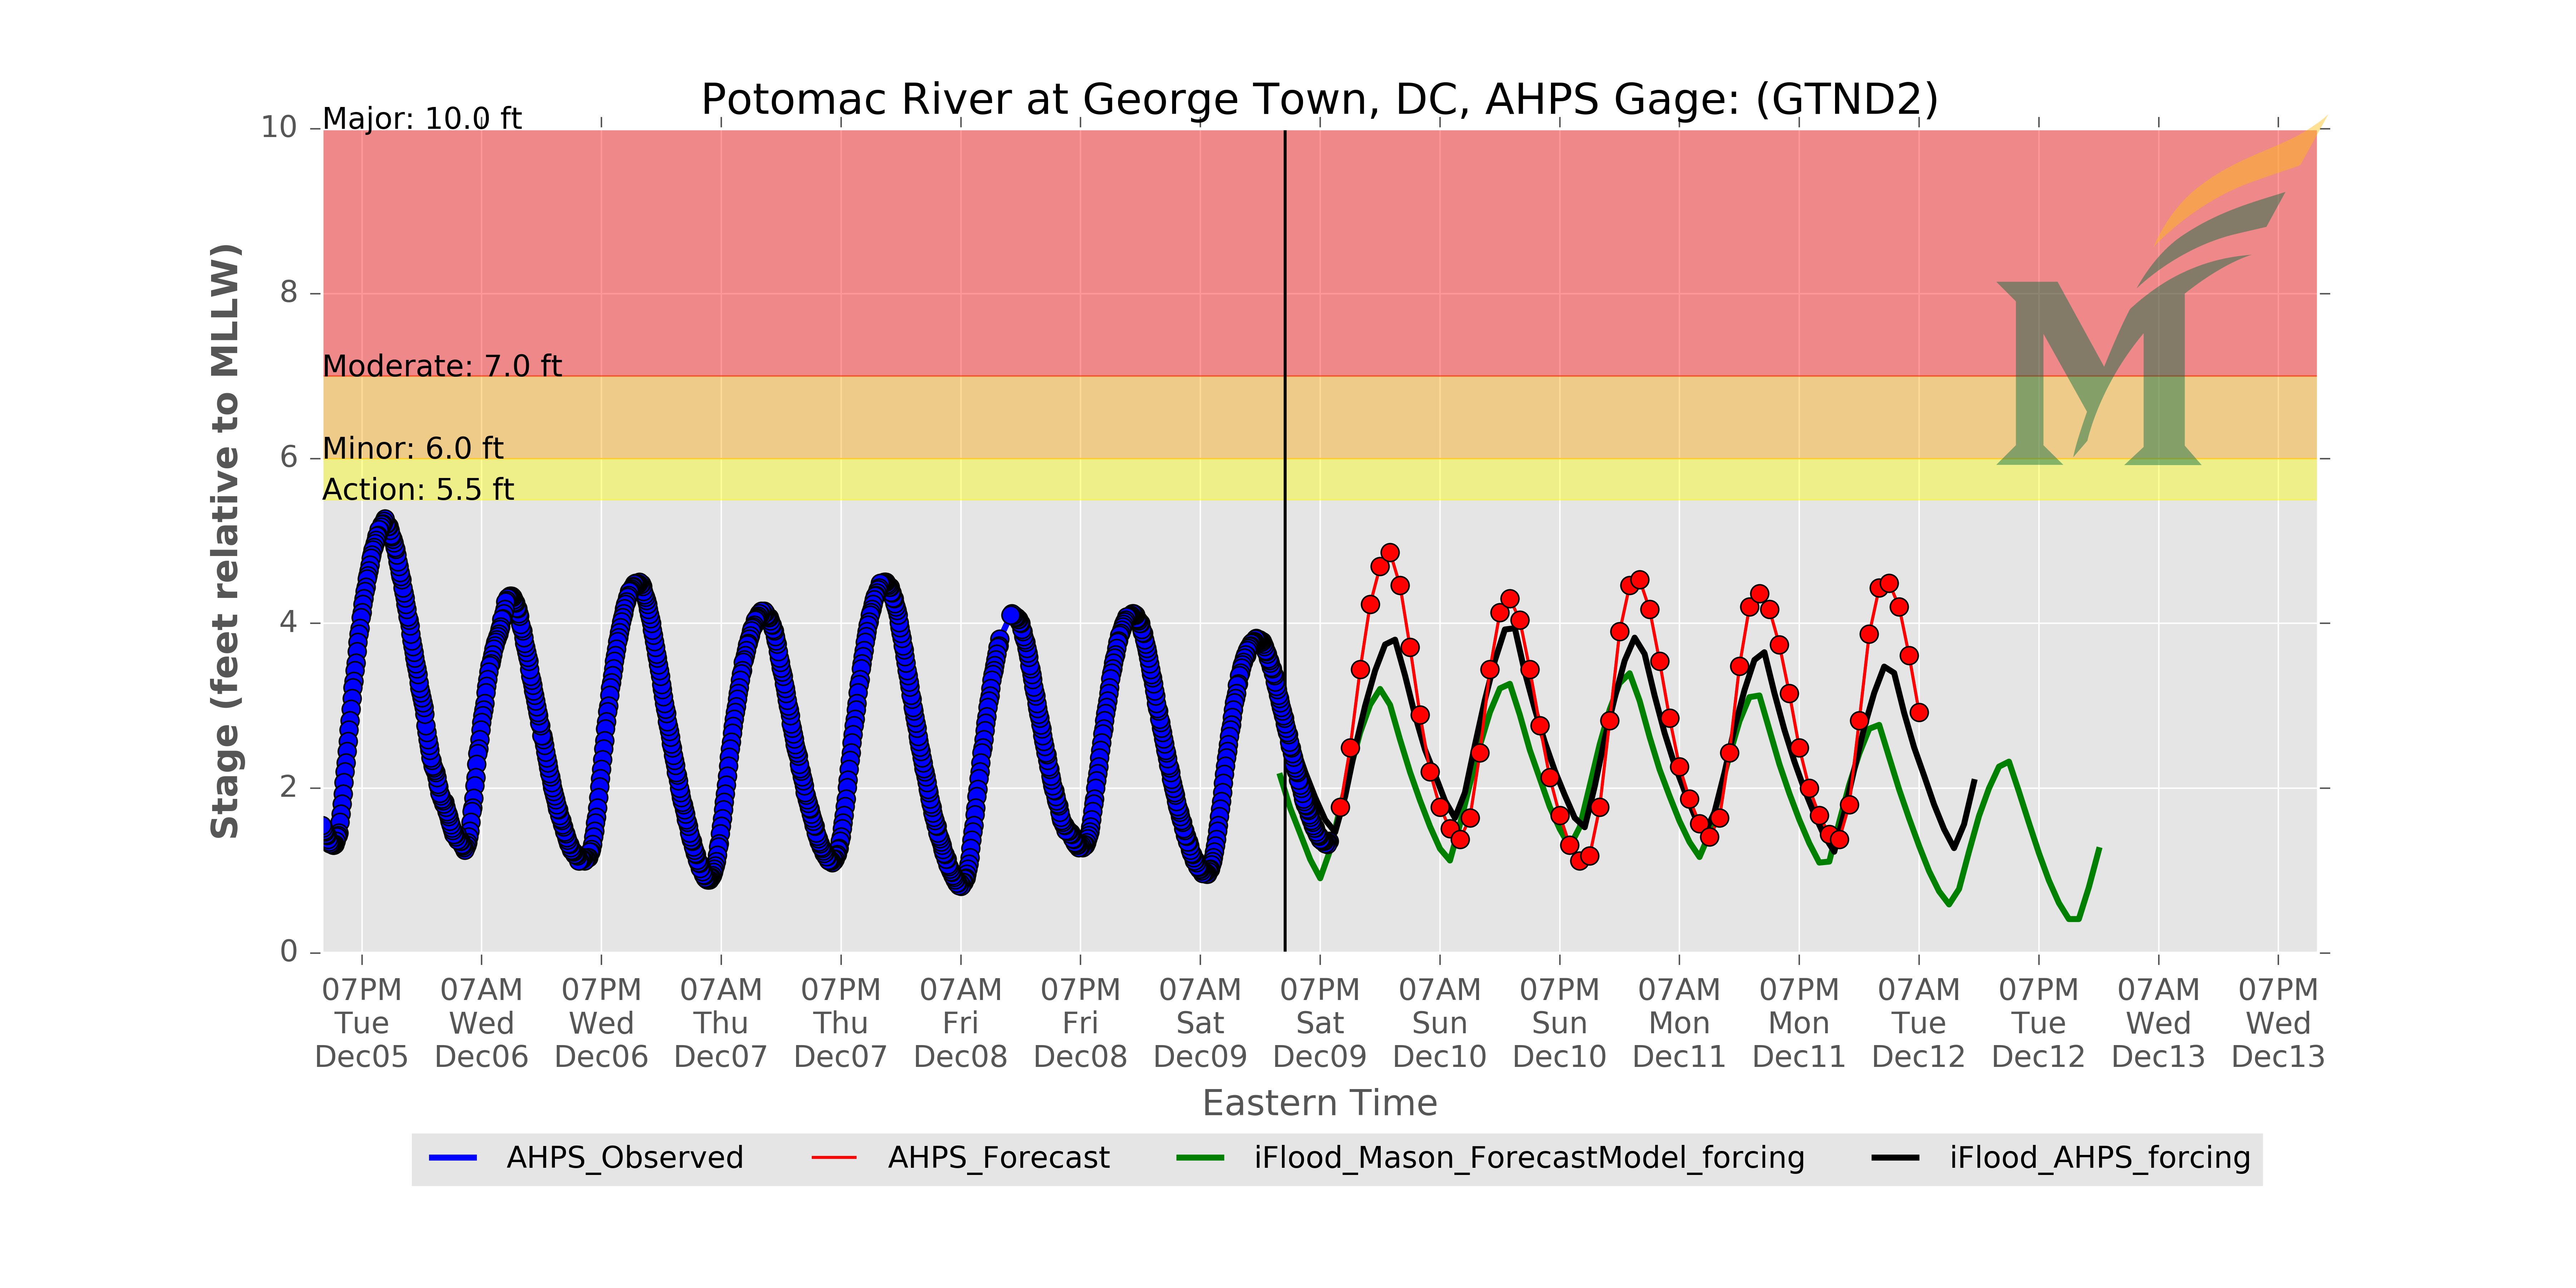 Potomac River at George Town, DC, AHPS Gage: (GTND2)
Major: 10.0 ft
Moderate: 7.0 ft
Minor: 6.0 ft
Action: 5.5 ft
Stage (feet relative to MLLW)
10
8
6
4
2
0
07PM 07AM 07PM 07AM 07PM 07AM 07PM 07AM 07PM 07AM 07PM 07AM 07PM 07AM 07PM 07AM 07PM
Tue Wed Wed Thu Thu Fri Fri Sat Sat Sun Sun Mon Mon Tue Tue Wed Wed
Dec05 Dec06 Dec06 Dec07 Dec07 Dec08 Dec08 Dec09 Dec09 Dec10 Dec10 Dec11 Dec11 Dec12 Dec12 Dec13 Dec13
Eastern Time
AHPS_Observed AHPS_Forecast iFlood_Mason_ForecastModel_forcing iFlood_AHPS_forcing